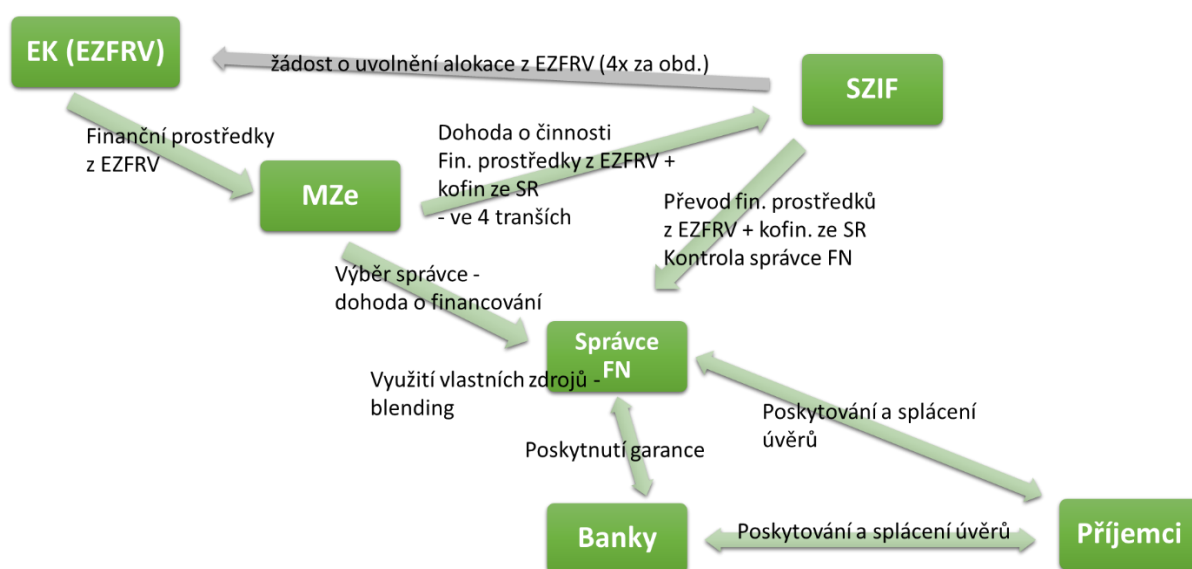 EK (EZFRV)
žádost o uvolnění alokace z EZFRV (4x za obd.)
SZIF
Finanční prostředky
z EZFRV
MZe
Dohoda o činnosti
Fin. prostředky z EZFRV +
kofin ze SR
- ve 4 tranších
Převod fin. prostředků
z EZFRV + kofin. ze SR
Kontrola správce FN
Výběr správce -
dohoda o financování
Správce
FN
Využití vlastních zdrojů -
blending
Poskytování a splácení
úvěrů
Poskytnutí garance
Banky
Poskytování a splácení úvěrů
Příjemci